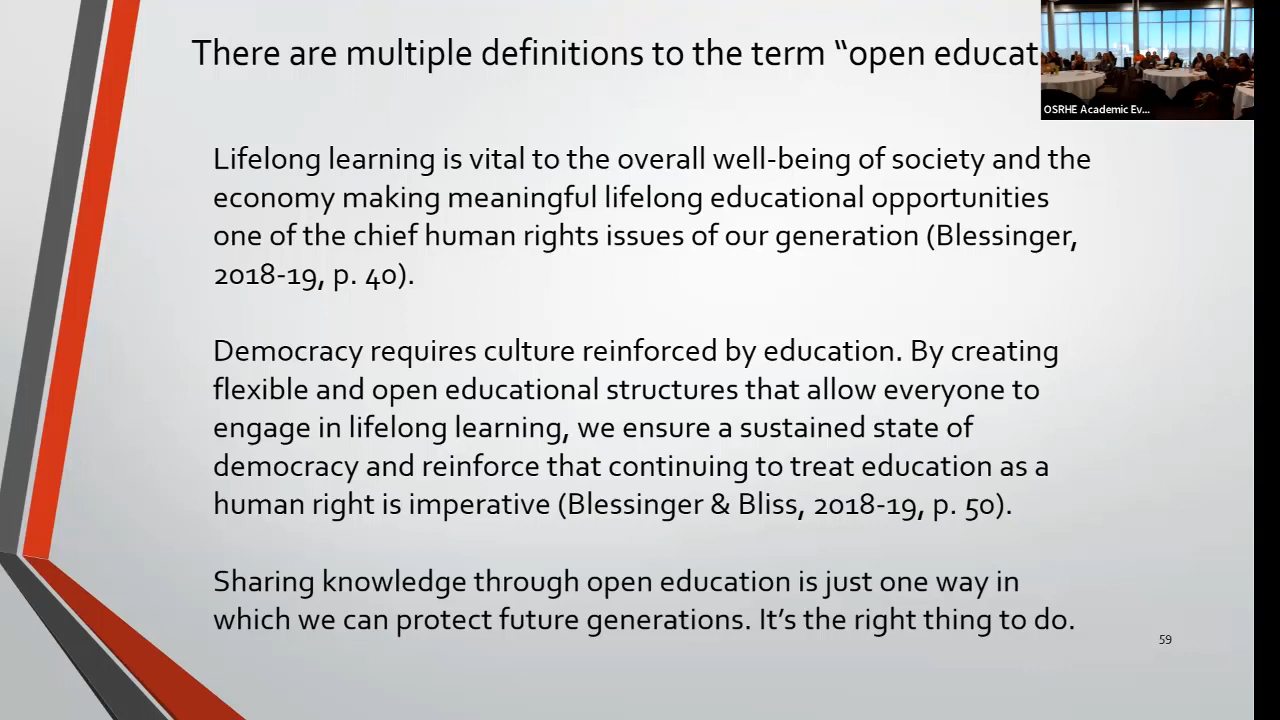 There are multiple definitions to the term “open educat
OSRHE Academic Ev...
Lifelong learning is vital to the overall well-being of society and the
economy making meaningful lifelong educational opportunities
one of the chief human rights issues of our generation (Blessinger,
2018-19, p. 40).
Democracy requires culture reinforced by education. By creating
flexible and open educational structures that allow everyone to
engage in lifelong learning, we ensure a sustained state of
democracy and reinforce that continuing to treat education as a
human right is imperative (Blessinger & Bliss, 2018-19, p. 50).
Sharing knowledge through open education is just one way in
which we can protect future generations. It’s the right thing to do.
59